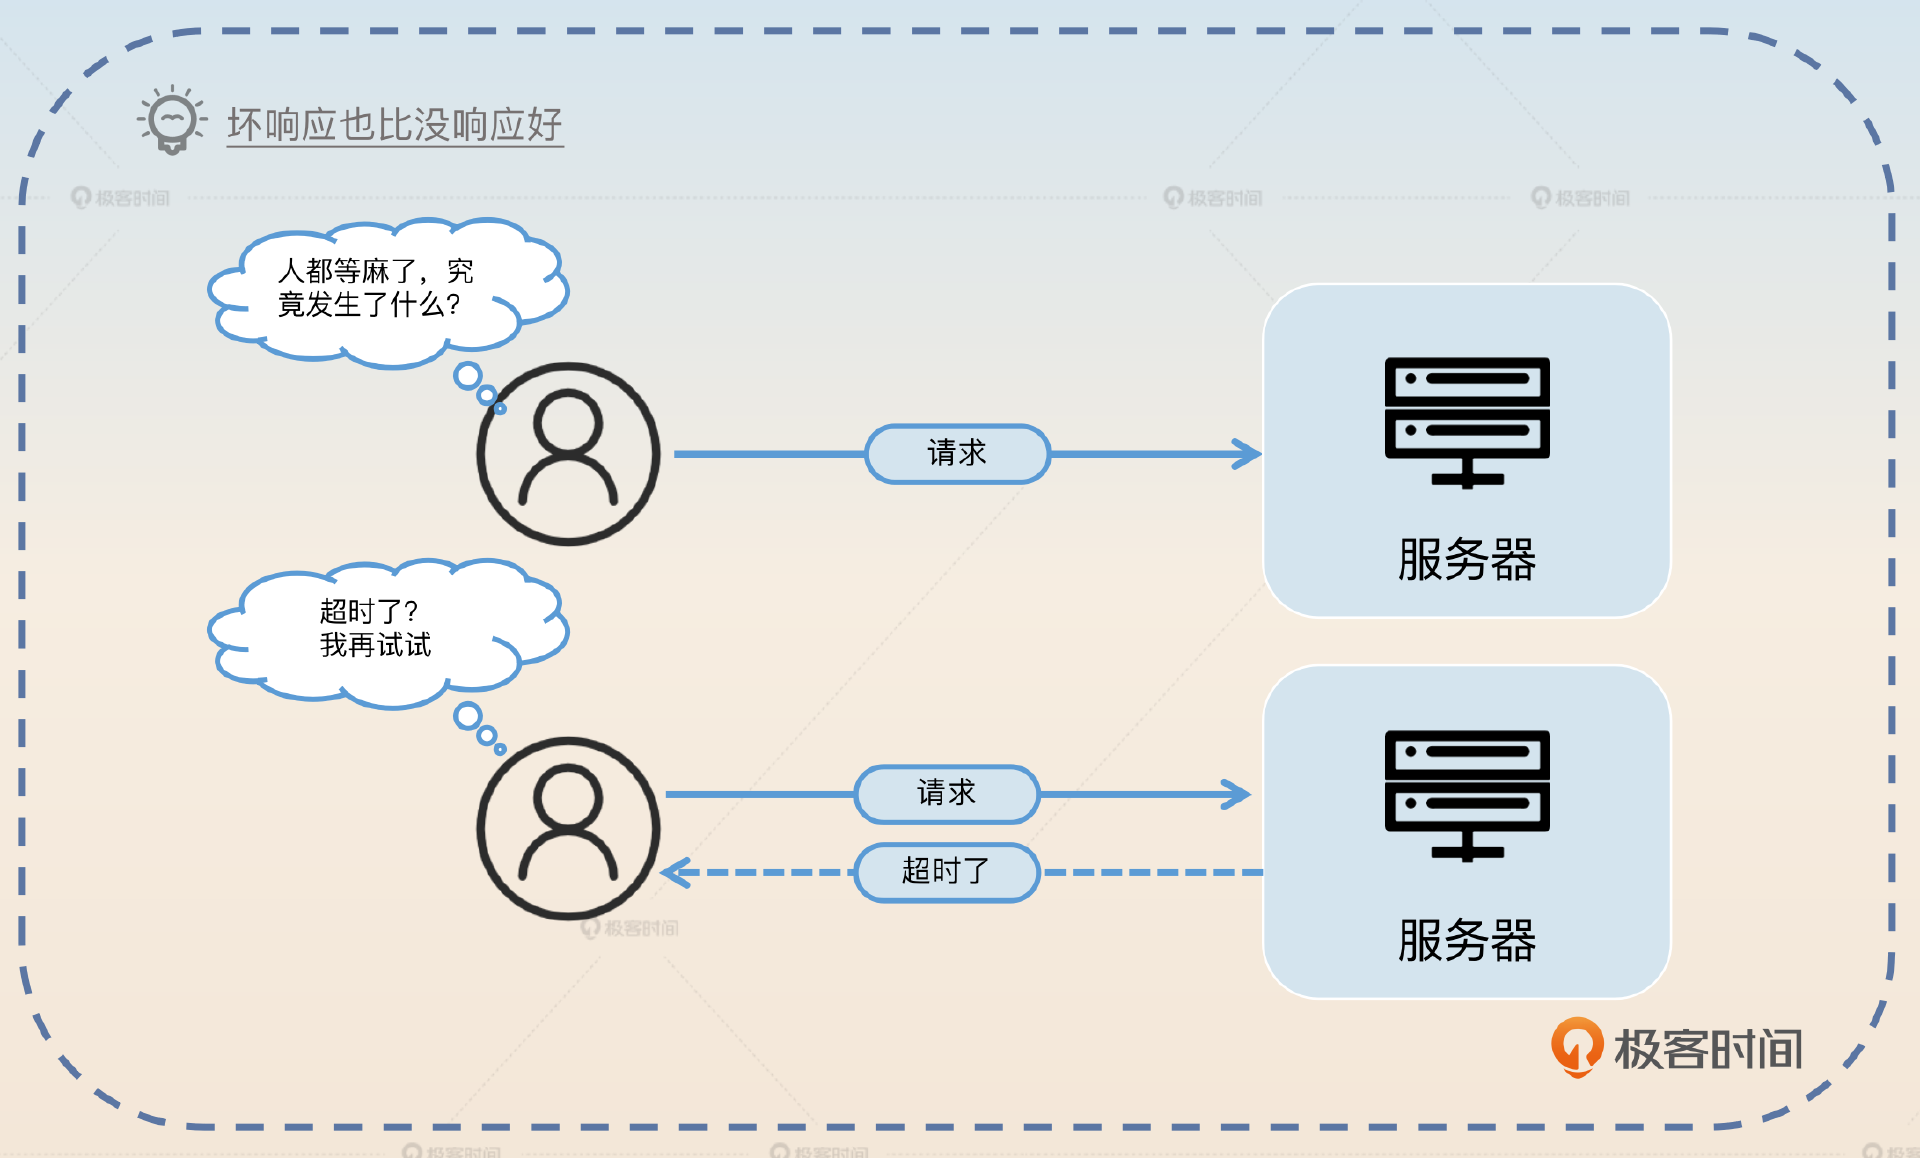 坏响应也比没响应好
极客时间
极客时间
极客时间
人都等麻了，究
竟发生了什么？
请求
服务器
超时了？
我再试试
请求
超时了
服务器
极客时间
极客时间
极客时间
极客时间
极客